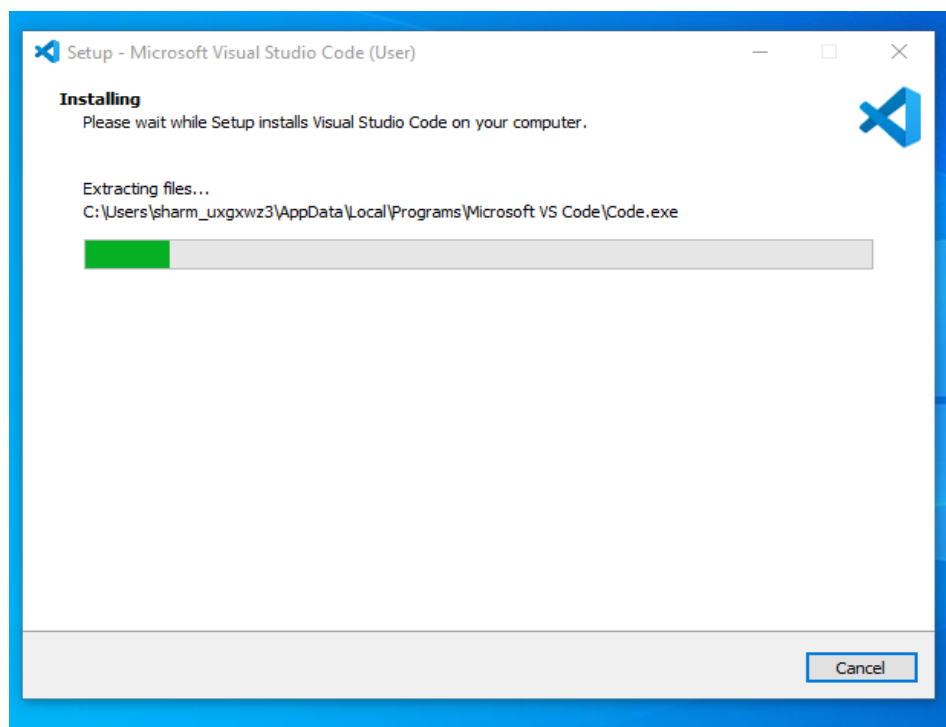 Setup - Microsoft Visual Studio Code (User)
Installing
Please wait while Setup installs Visual Studio Code on your computer.
Extracting files...
C:\Users\sharm_uxgxwz3\AppData\Local\Programs\Microsoft VS Code\Code.exe
Cancel